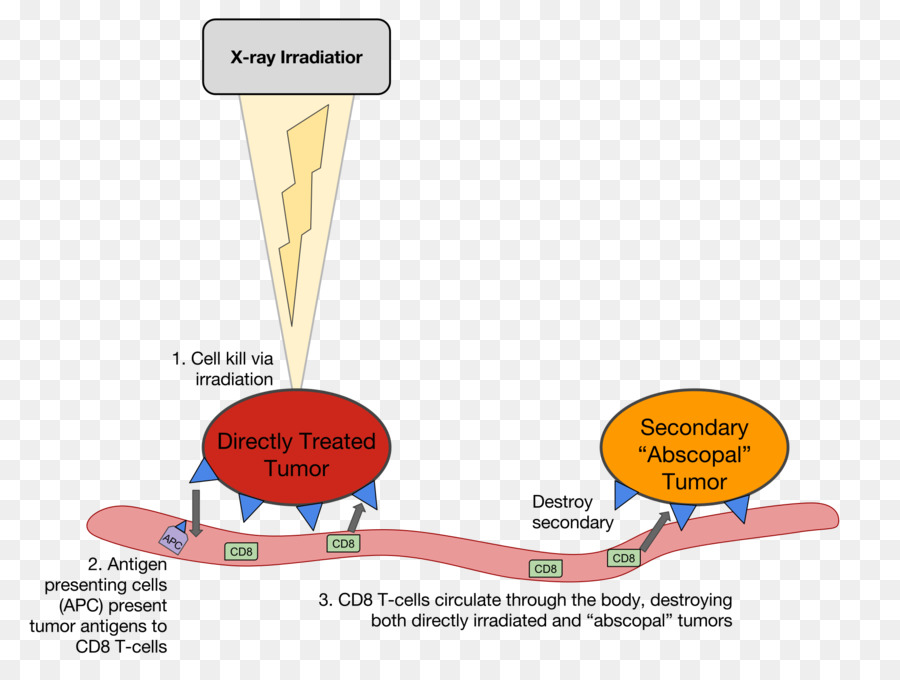 X-ray Irradiatior
1. Cell kill via
irradiation
Directly Treated
Tumor
Secondary
“Abscopal”
Tumor
Destroy
secondary
APC
CD8
CD8
CD8
CD8
2. Antigen
presenting cells
(APC) present
tumor antigens to
CD8 T-cells
3. CD8 T-cells circulate through the body, destroying
both directly irradiated and “abscopal” tumors